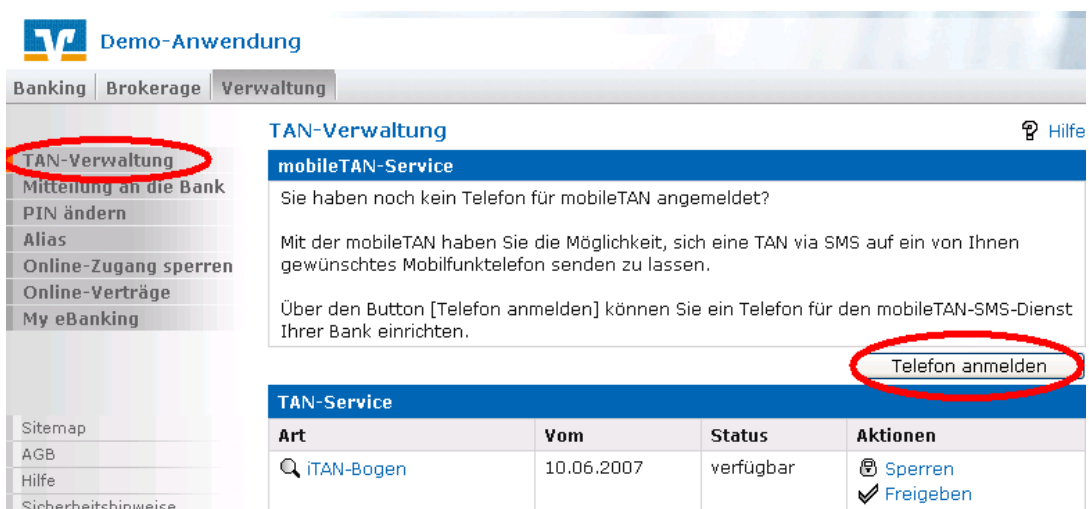 Demo-Anwendung
Banking Brokerage Verwaltung
TAN-Verwaltung
Mitteilung an die Bank
PIN ändern
Alias
Online-Zugang sperren
Online-Verträge
My eBanking
Sitemap
AGB
Hilfe
Sicherheitshinweise
TAN-Verwaltung
Hilfe
mobileTAN-Service
Sie haben noch kein Telefon für mobileTAN angemeldet?
Mit der mobileTAN haben Sie die Möglichkeit, sich eine TAN via SMS auf ein von Ihnen
gewünschtes Mobilfunktelefon senden zu lassen.
Über den Button [Telefon anmelden] können Sie ein Telefon für den mobileTAN-SMS-Dienst
Ihrer Bank einrichten.
Telefon anmelden
TAN-Service
Art Vom Status Aktionen
iTAN-Bogen 10.06.2007 verfügbar Sperren
Freigeben